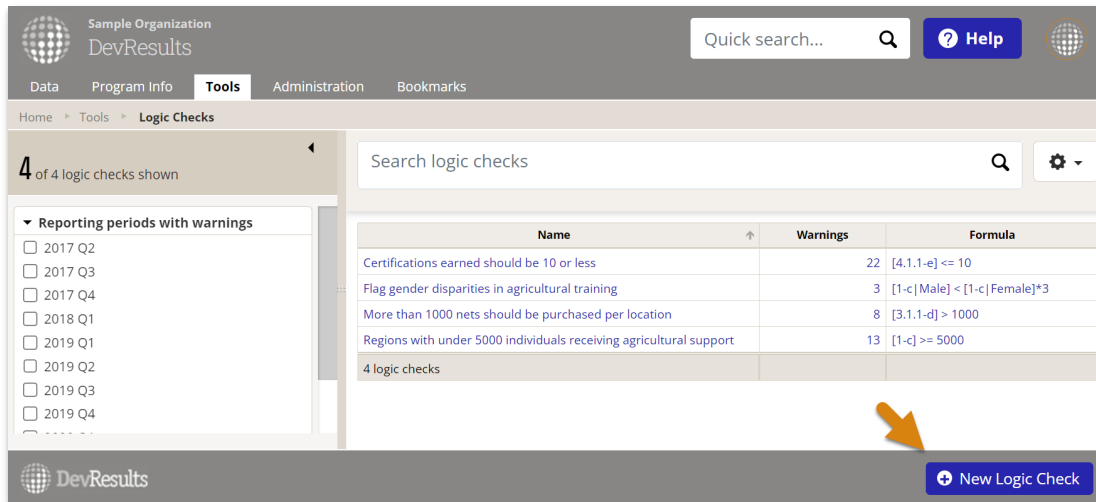 Sample Organization
DevResults
Quick search...
? Help
Data Program Info Tools Administration Bookmarks
Home Tools Logic Checks
4 of 4 logic checks shown
Search logic checks
Reporting periods with warnings
2017 Q2
2017 Q3
2017 Q4
2018 Q1
2019 Q1
2019 Q2
2019 Q3
2019 Q4
Name Warnings Formula
Certifications earned should be 10 or less 22 [4.1.1-e] <= 10
Flag gender disparities in agricultural training 3 [1-c|Male] < [1-c|Female]*3
More than 1000 nets should be purchased per location 8 [3.1.1-d] > 1000
Regions with under 5000 individuals receiving agricultural support 13 [1-c] >= 5000
4 logic checks
DevResults
New Logic Check